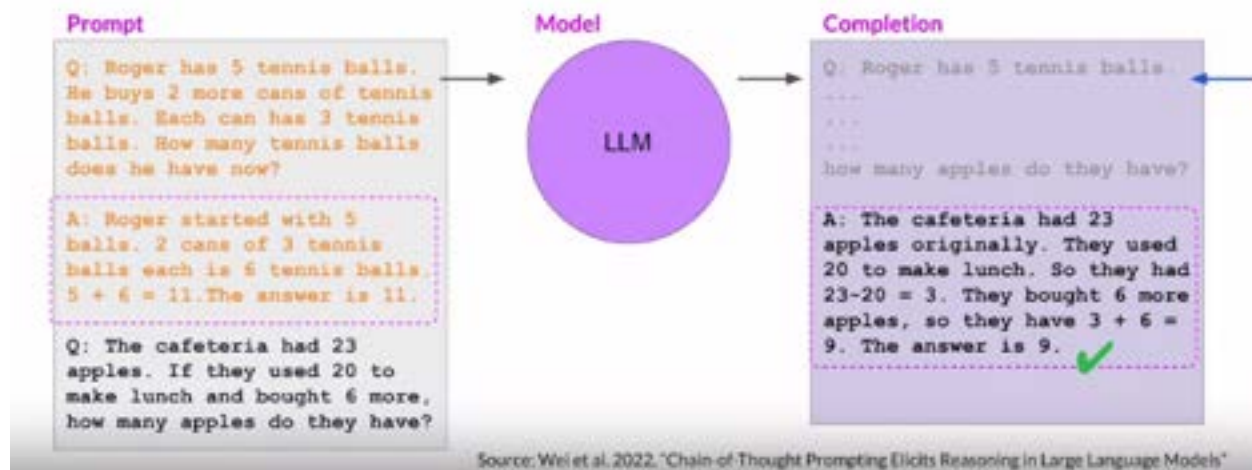 Prompt
Q: Roger has 5 tennis balls.
He buys 2 more cans of tennis
balls. Each can has 3 tennis
balls. How many tennis balls
does he have now?
A: Roger started with 5
balls. 2 cans of 3 tennis
balls each is 6 tennis balls.
5 + 6 = 11.The answer is 11.
Q: The cafeteria had 23
apples. If they used 20 to
make lunch and bought 6 more,
how many apples do they have?
Model
LLM
Completion
Q: Roger has 5 tennis balls.
...
...
...
how many apples do they have?
A: The cafeteria had 23
apples originally. They used
20 to make lunch. So they had
23-20 = 3. They bought 6 more
apples, so they have 3 + 6 =
9. The answer is 9.
Source: Wei et al. 2022, "Chain-of-Thought Prompting Elicits Reasoning in Large Language Models"